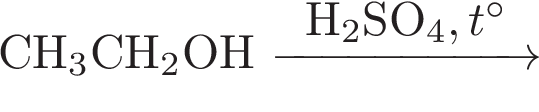 H₂SO₄, t°
CH₃CH₂OH ⟶